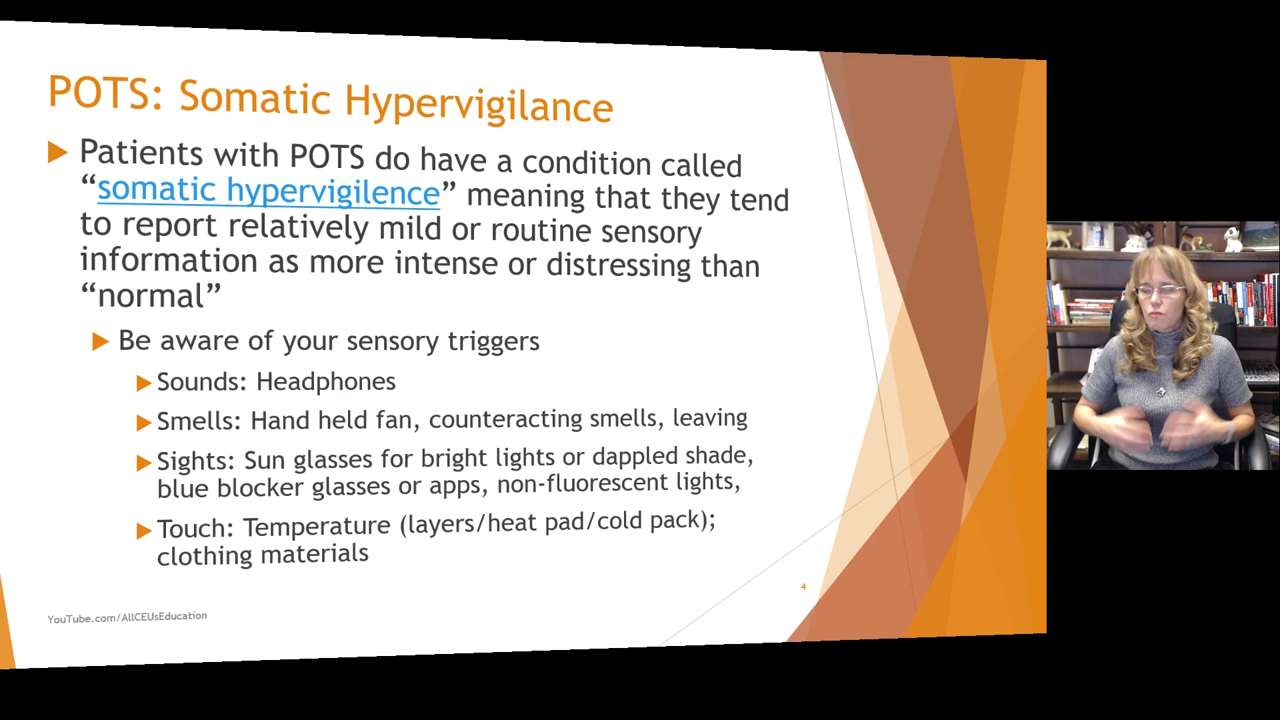 POTS: Somatic Hypervigilance
Patients with POTS do have a condition called
“somatic hypervigilence” meaning that they tend
to report relatively mild or routine sensory
information as more intense or distressing than
“normal”
Be aware of your sensory triggers
Sounds: Headphones
Smells: Hand held fan, counteracting smells, leaving
Sights: Sun glasses for bright lights or dappled shade,
blue blocker glasses or apps, non-fluorescent lights,
Touch: Temperature (layers/heat pad/cold pack);
clothing materials
4
YouTube.com/AllCEUsEducation